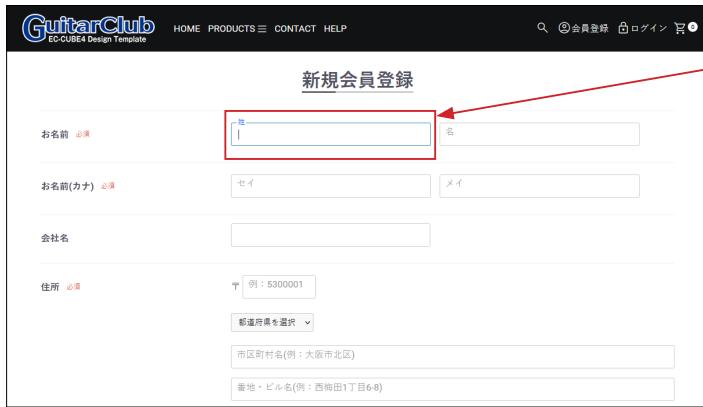 GuitarClub HOME PRODUCTS CONTACT HELP 会員登録 ログイン 0
EC-CUBE4 Design Template
新規会員登録
姓
お名前 必須 名
お名前(カナ) 必須 セイ メイ
会社名
住所 必須 〒 例：5300001
都道府県を選択
市区町村名(例：大阪市北区)
番地・ビル名(例：西梅田1丁目6-8)